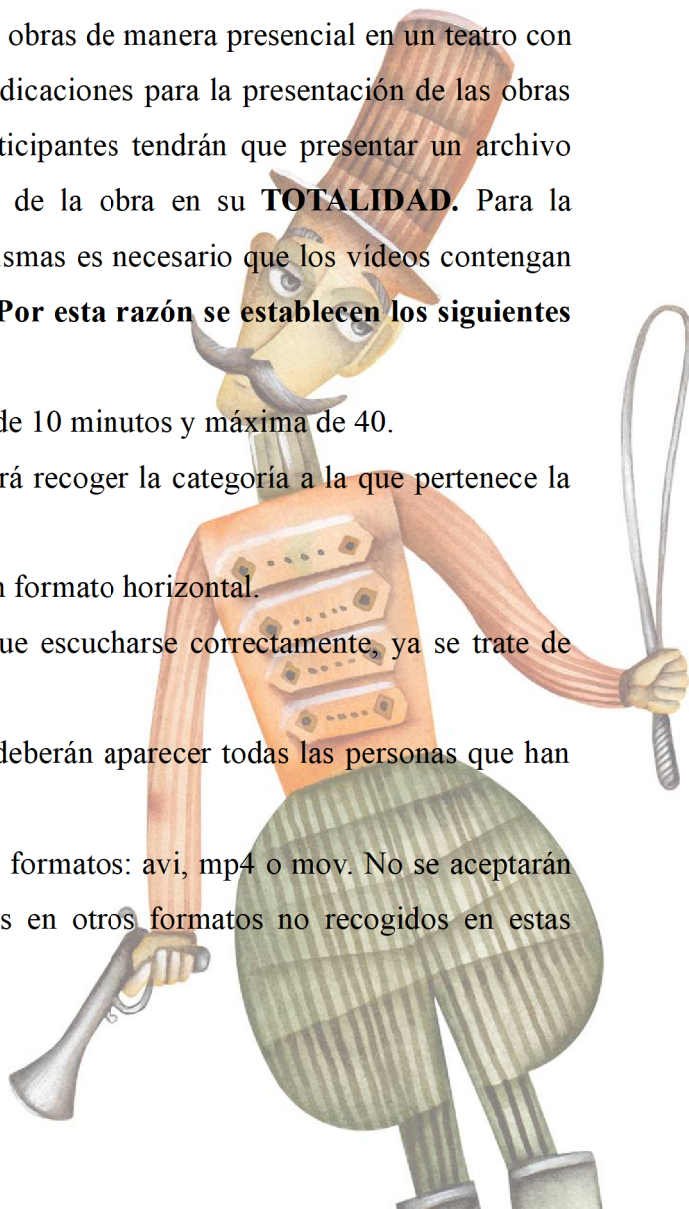 obras de manera presencial en un teatro con
dicaciones para la presentación de las obras
ticipantes tendrán que presentar un archivo
de la obra en su TOTALIDAD. Para la
ismas es necesario que los vídeos contengan
Por esta razón se establecen los siguientes
de 10 minutos y máxima de 40.
rá recoger la categoría a la que pertenece la
n formato horizontal.
que escucharse correctamente, ya se trate de
deberán aparecer todas las personas que han
formatos: avi, mp4 o mov. No se aceptarán
s en otros formatos no recogidos en estas